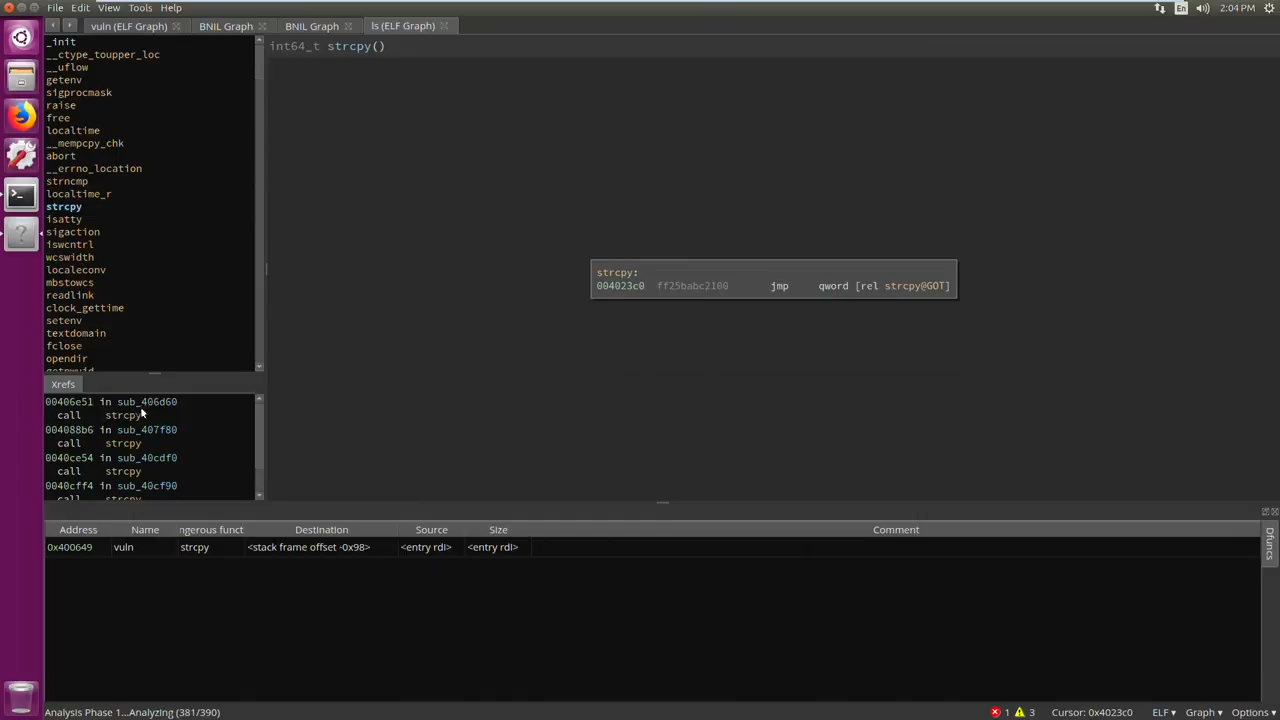 File Edit View Tools Help
En 2:04 PM
vuln (ELF Graph) BNIL Graph BNIL Graph ls (ELF Graph)
_init
__ctype_toupper_loc
__uflow
getenv
sigprocmask
raise
free
localtime
__mempcpy_chk
abort
__errno_location
strncmp
localtime_r
strcpy
isatty
sigaction
iswcntrl
wcswidth
localeconv
mbstowcs
readlink
clock_gettime
setenv
textdomain
fclose
opendir
getpwuid
int64_t strcpy()
strcpy:
004023c0 ff25babc2100 jmp qword [rel strcpy@GOT]
Xrefs
00406e51 in sub_406d60
call strcpy
004088b6 in sub_407f80
call strcpy
0040ce54 in sub_40cdf0
call strcpy
0040cff4 in sub_40cf90
call strcpy
Address Name ngerous funct Destination Source Size Comment
0x400649 vuln strcpy <stack frame offset -0x98> <entry rdi> <entry rdi>
Dfuncs
Analysis Phase 1...Analyzing (381/390)
1 3 Cursor: 0x4023c0 ELF▾ Graph▾ Options▾